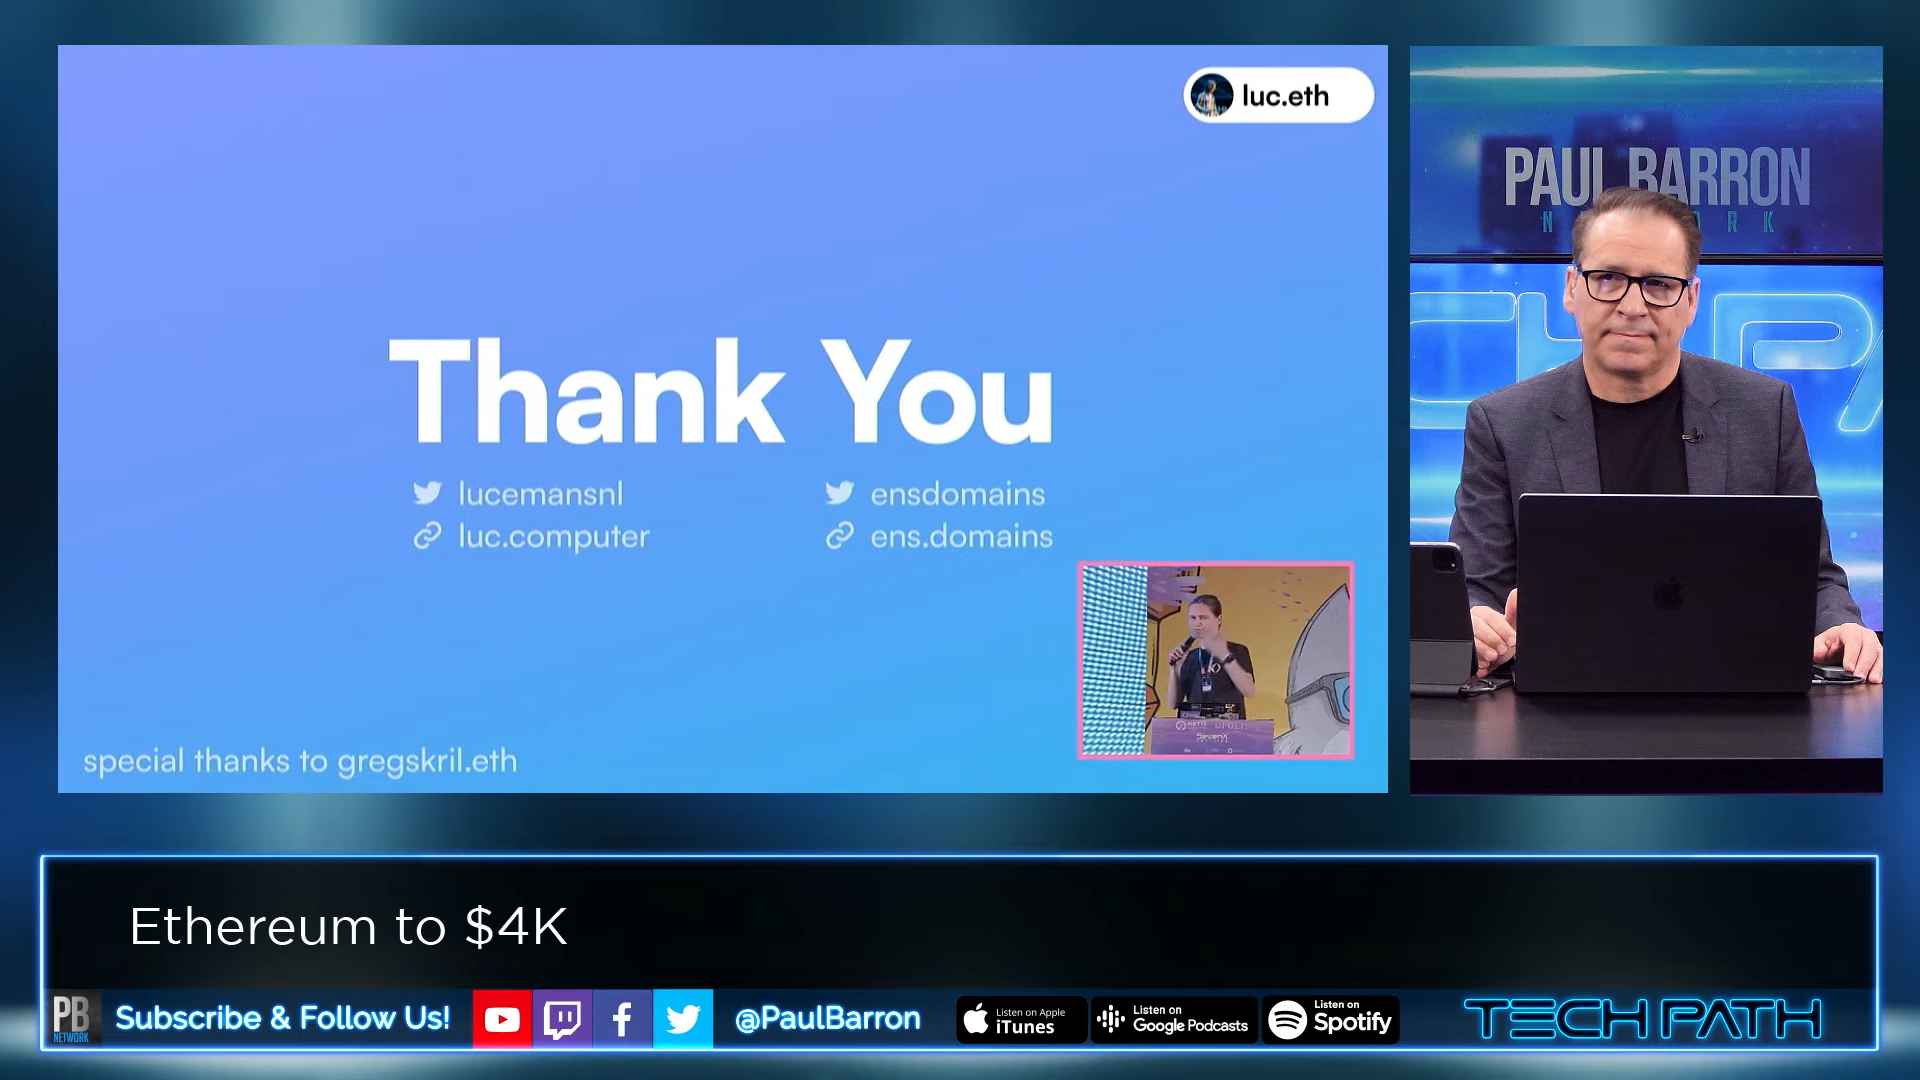 luc.eth
Thank You
lucemansnl
luc.computer
ensdomains
ens.domains
special thanks to gregskril.eth
PAUL BARRON
Ethereum to $4K
PB
NETWORK
Subscribe & Follow Us!
@PaulBarron
Listen on Apple
iTunes
Listen on
Google Podcasts
Listen on
Spotify
TECH PATH